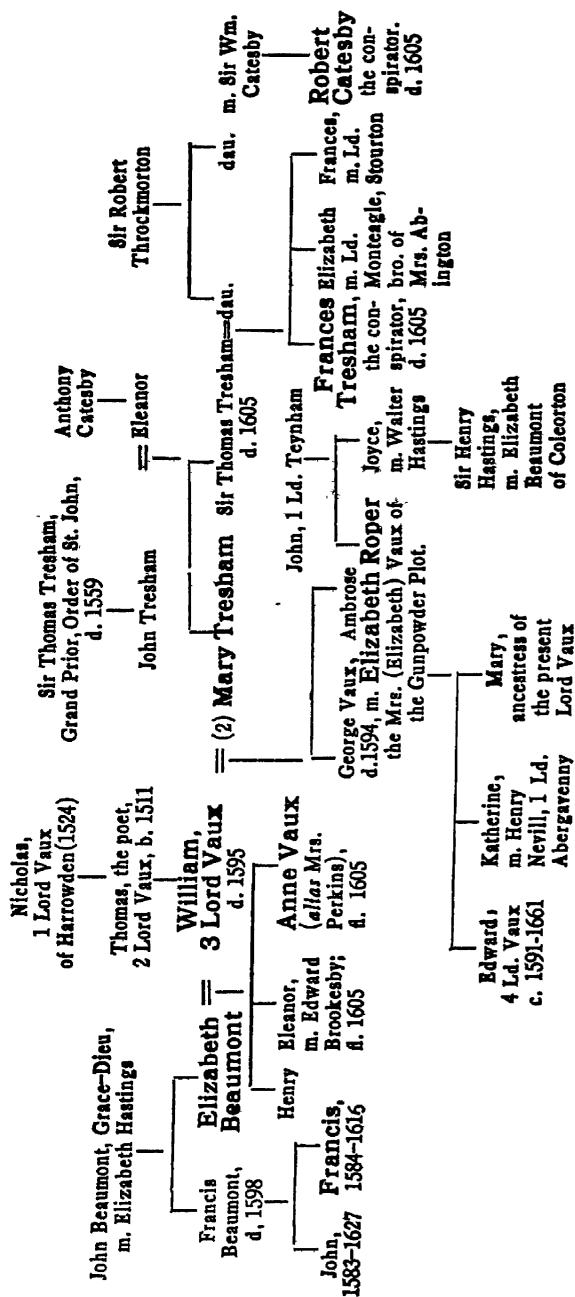 John Beaumont, Grace-Dieu,
m. Elizabeth Hastings
Francis
Beaumont,
d. 1598
John,
1583-1627
Francis,
1584-1616
Elizabeth
Beaumont
=
Nicholas,
1 Lord Vaux
of Harrowden (1524)
Thomas, the poet,
2 Lord Vaux, b. 1511
William,
3 Lord Vaux
d. 1595
Henry
Eleanor,
m. Edward
Brookesby;
fl. 1605
Anne Vaux
(alias Mrs.
Perkins),
fl. 1605
Sir Thomas Tresham,
Grand Prior, Order of St. John,
d. 1559
John Tresham
=
Eleanor
Anthony
Catesby
= (2) Mary Tresham
Sir Thomas Tresham=dau.
d. 1605
Sir Robert
Throckmorton
dau.
m. Sir Wm.
Catesby
Robert
Catesby
the con-
spirator.
d. 1605
Frances
Tresham,
the con-
spirator,
d. 1605
Elizabeth
m. Ld.
Monteagle,
bro. of
Mrs. Ab-
ington
Frances,
m. Ld.
Stourton
John, 1 Ld. Teynham
George Vaux, Ambrose
d.1594, m. Elizabeth Roper
the Mrs. (Elizabeth) Vaux of
the Gunpowder Plot.
Joyce,
m. Walter
Hastings
Sir Henry
Hastings,
m. Elizabeth
Beaumont
of Coleorton
Edward,
4 Ld. Vaux
c. 1591-1661
Katherine,
m. Henry
Nevill, 1 Ld.
Abergavenny
Mary,
ancestress of
the present
Lord Vaux